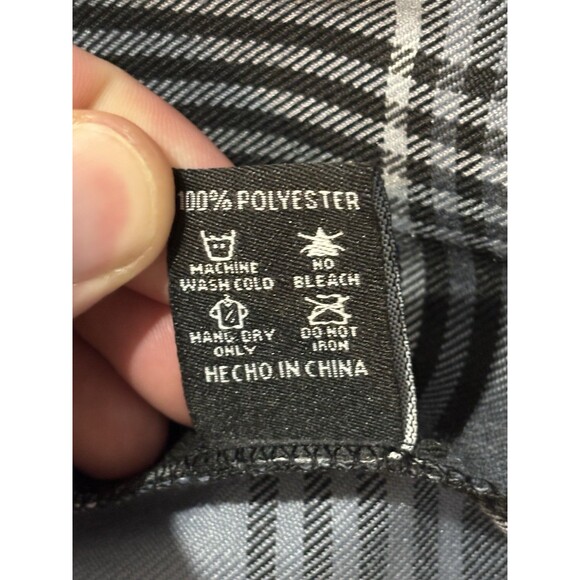 100% POLYESTER
MACHINE WASH COLD
NO BLEACH
HANG DRY ONLY
DO NOT IRON
HECHO IN CHINA